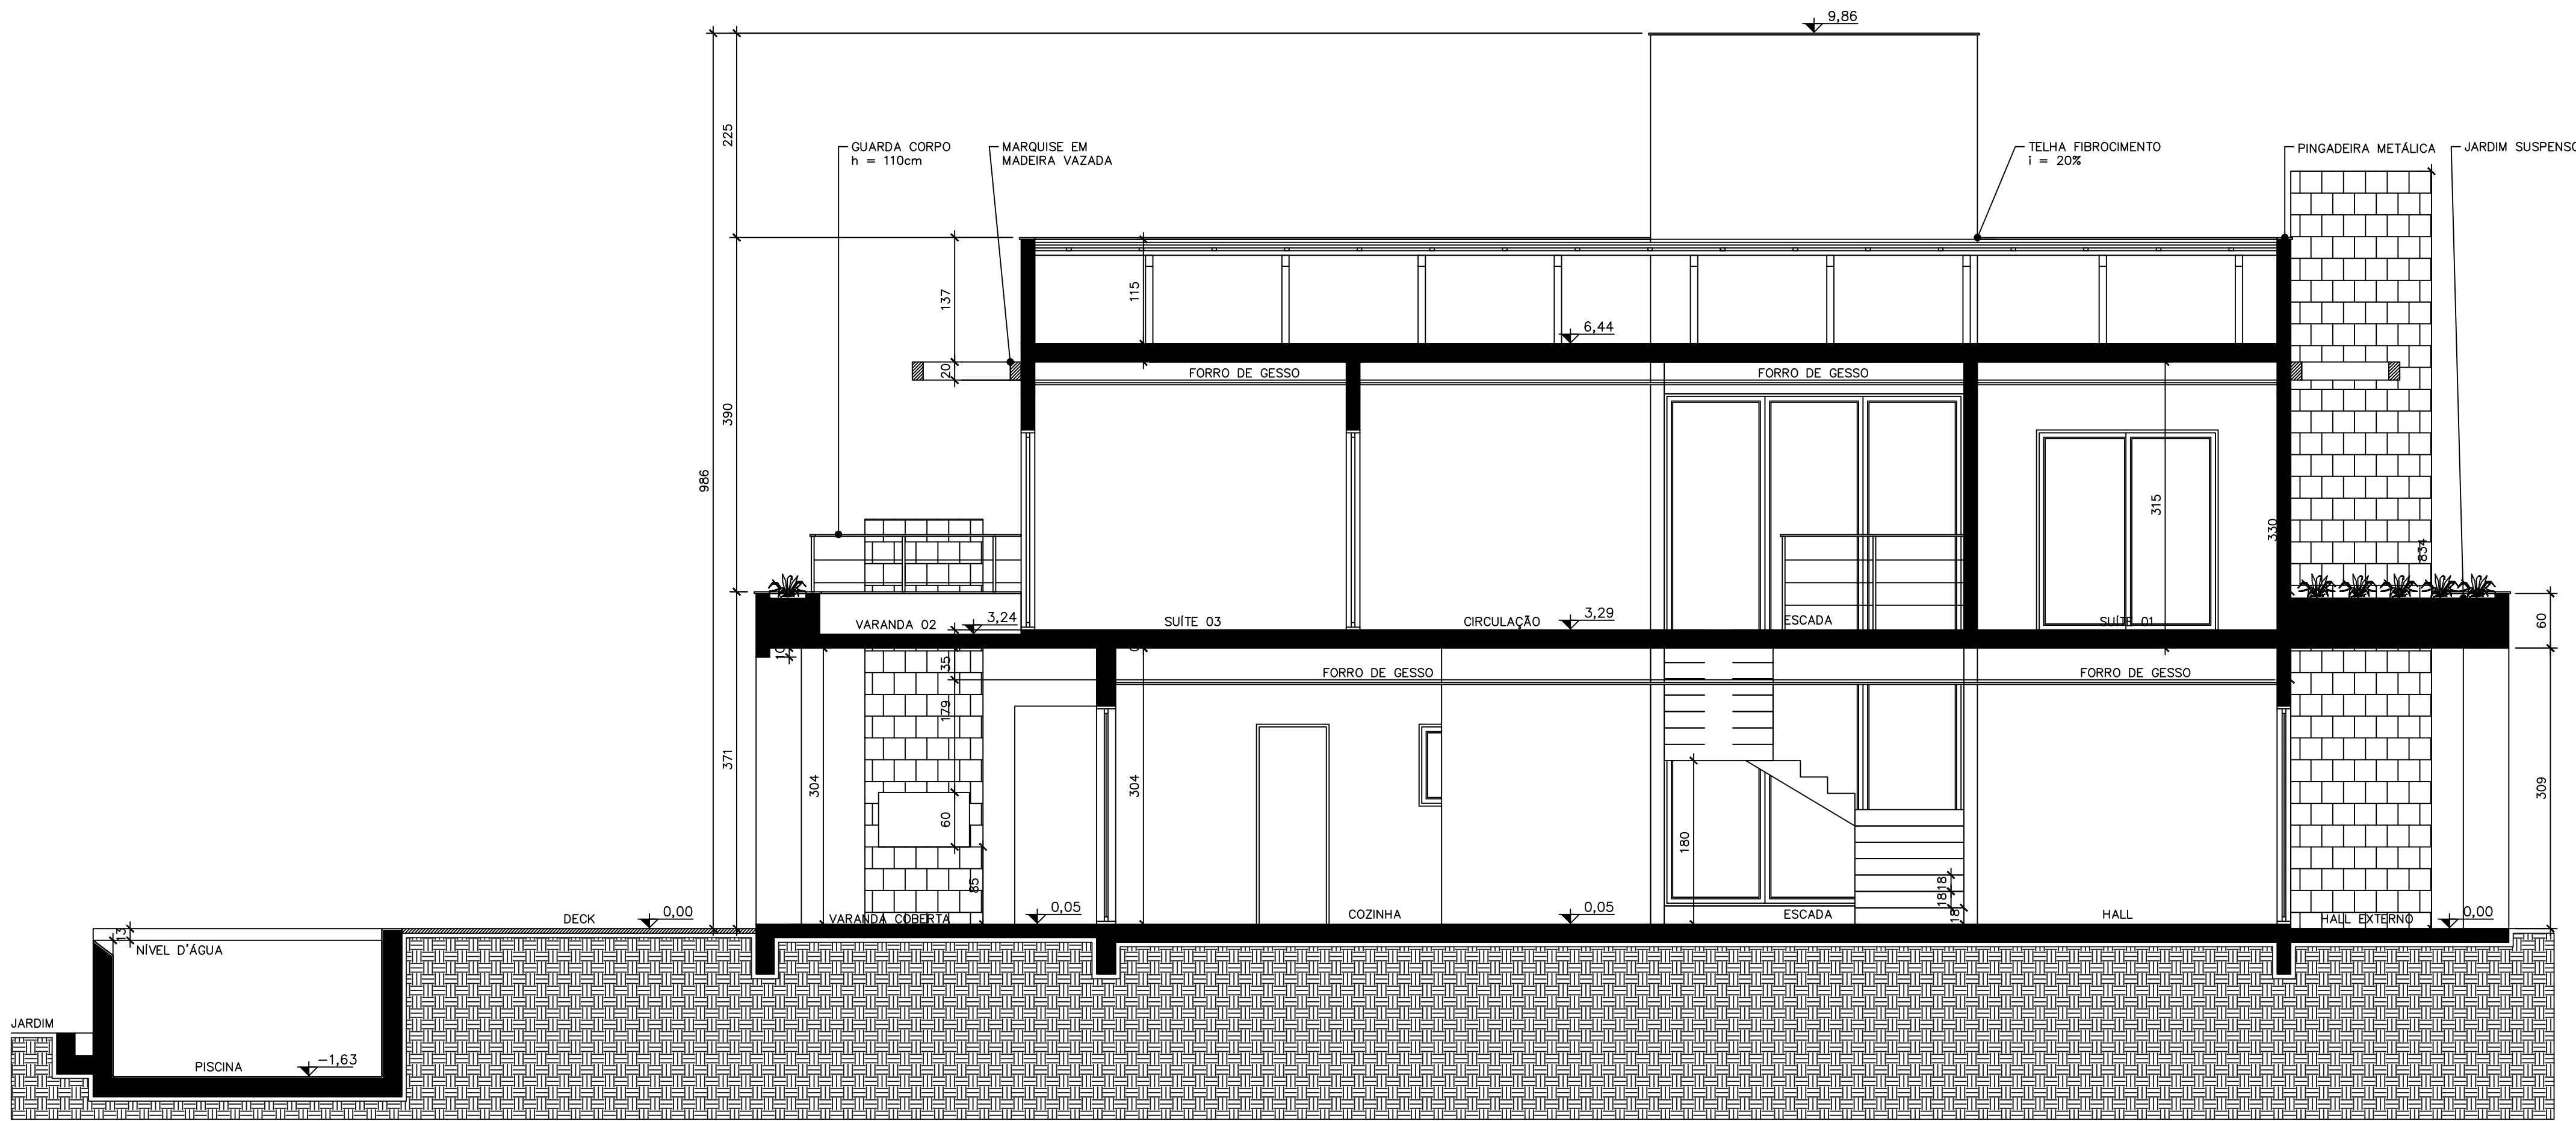 9,86
225
GUARDA CORPO
h = 110cm
MARQUISE EM
MADEIRA VAZADA
TELHA FIBROCIMENTO
i = 20%
PINGADEIRA METÁLICA
JARDIM SUSPENSO
137
115
6,44
20
FORRO DE GESSO
FORRO DE GESSO
390
986
315
330
834
VARANDA 02
3,24
SUÍTE 03
CIRCULAÇÃO
3,29
ESCADA
SUÍTE 01
60
10
35
FORRO DE GESSO
FORRO DE GESSO
179
371
304
60
304
180
309
85
18
18
18
DECK
0,00
VARANDA COBERTA
0,05
COZINHA
0,05
ESCADA
HALL
HALL EXTERNO
0,00
13
NÍVEL D'ÁGUA
JARDIM
PISCINA
-1,63